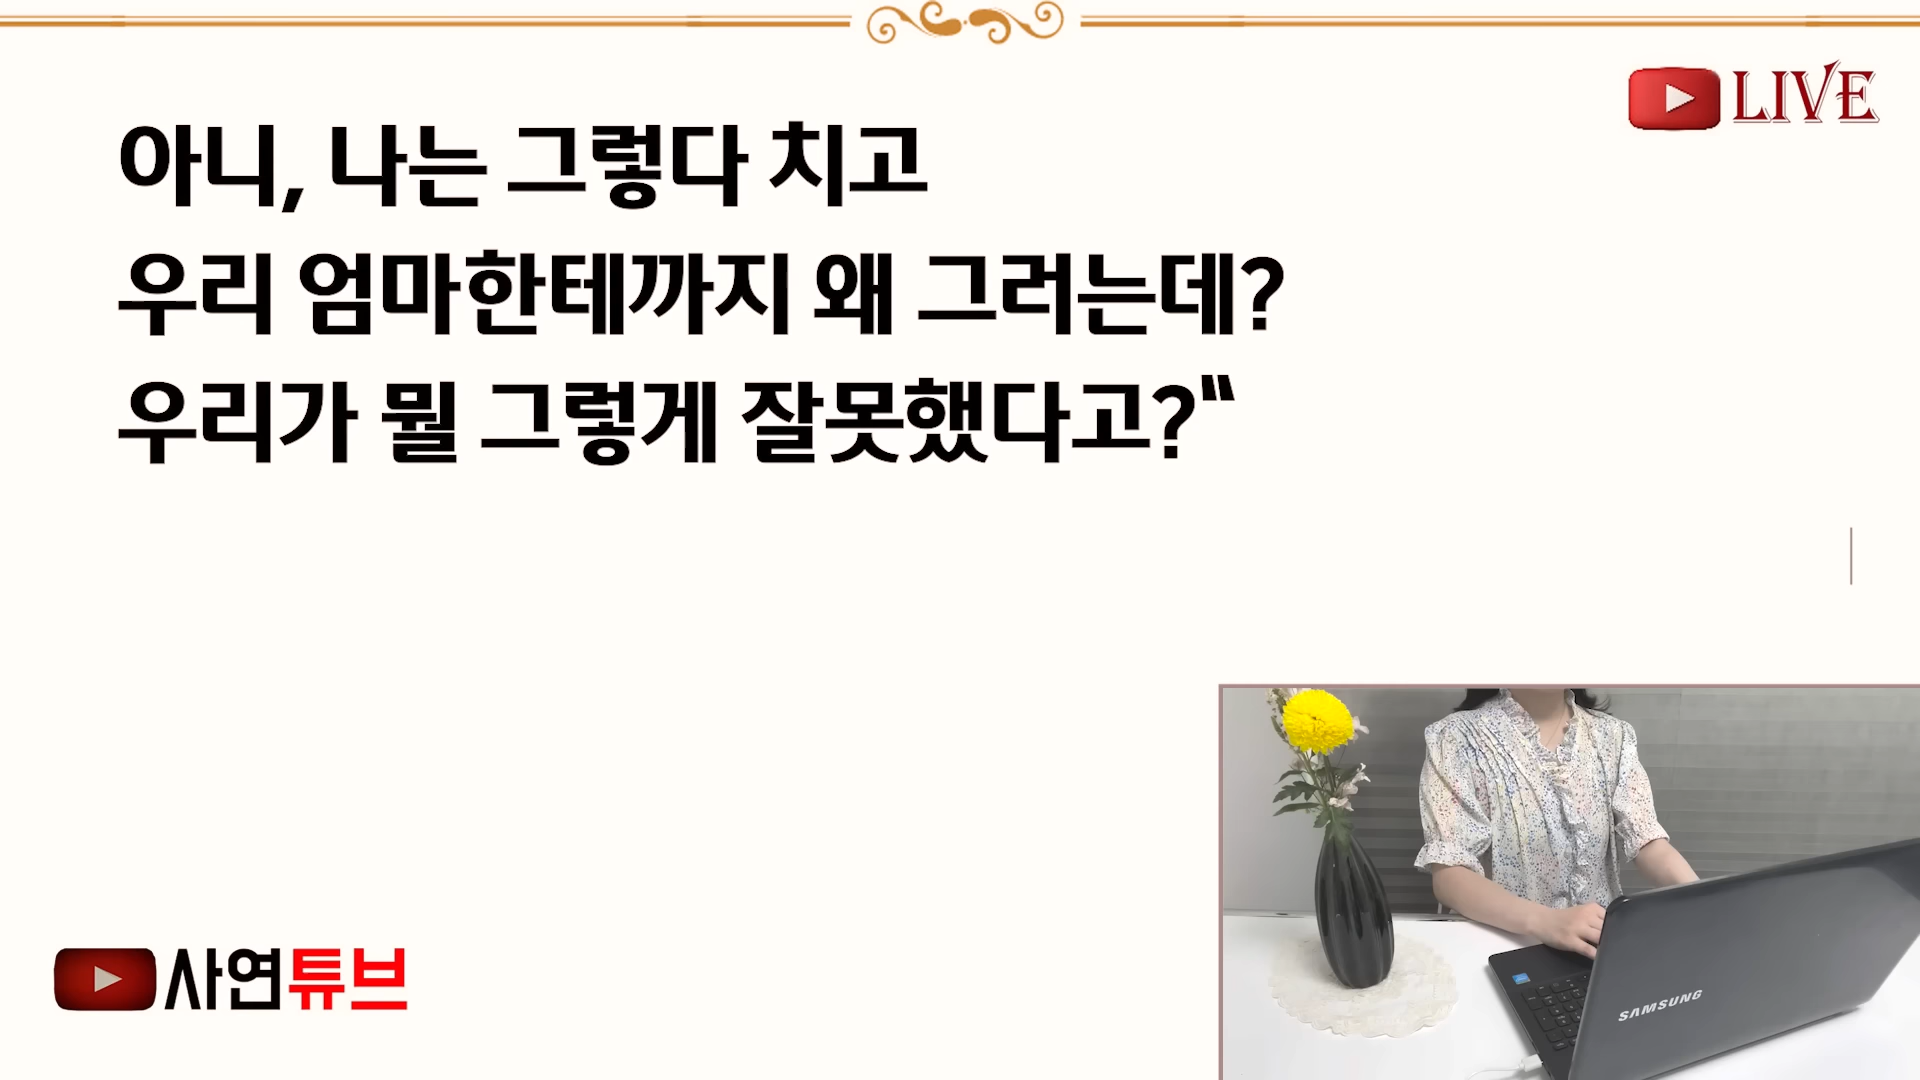 LIVE
아니, 나는 그렇다 치고
우리 엄마한테까지 왜 그러는데?
우리가 뭘 그렇게 잘못했다고?“
사연튜브
SAMSUNG